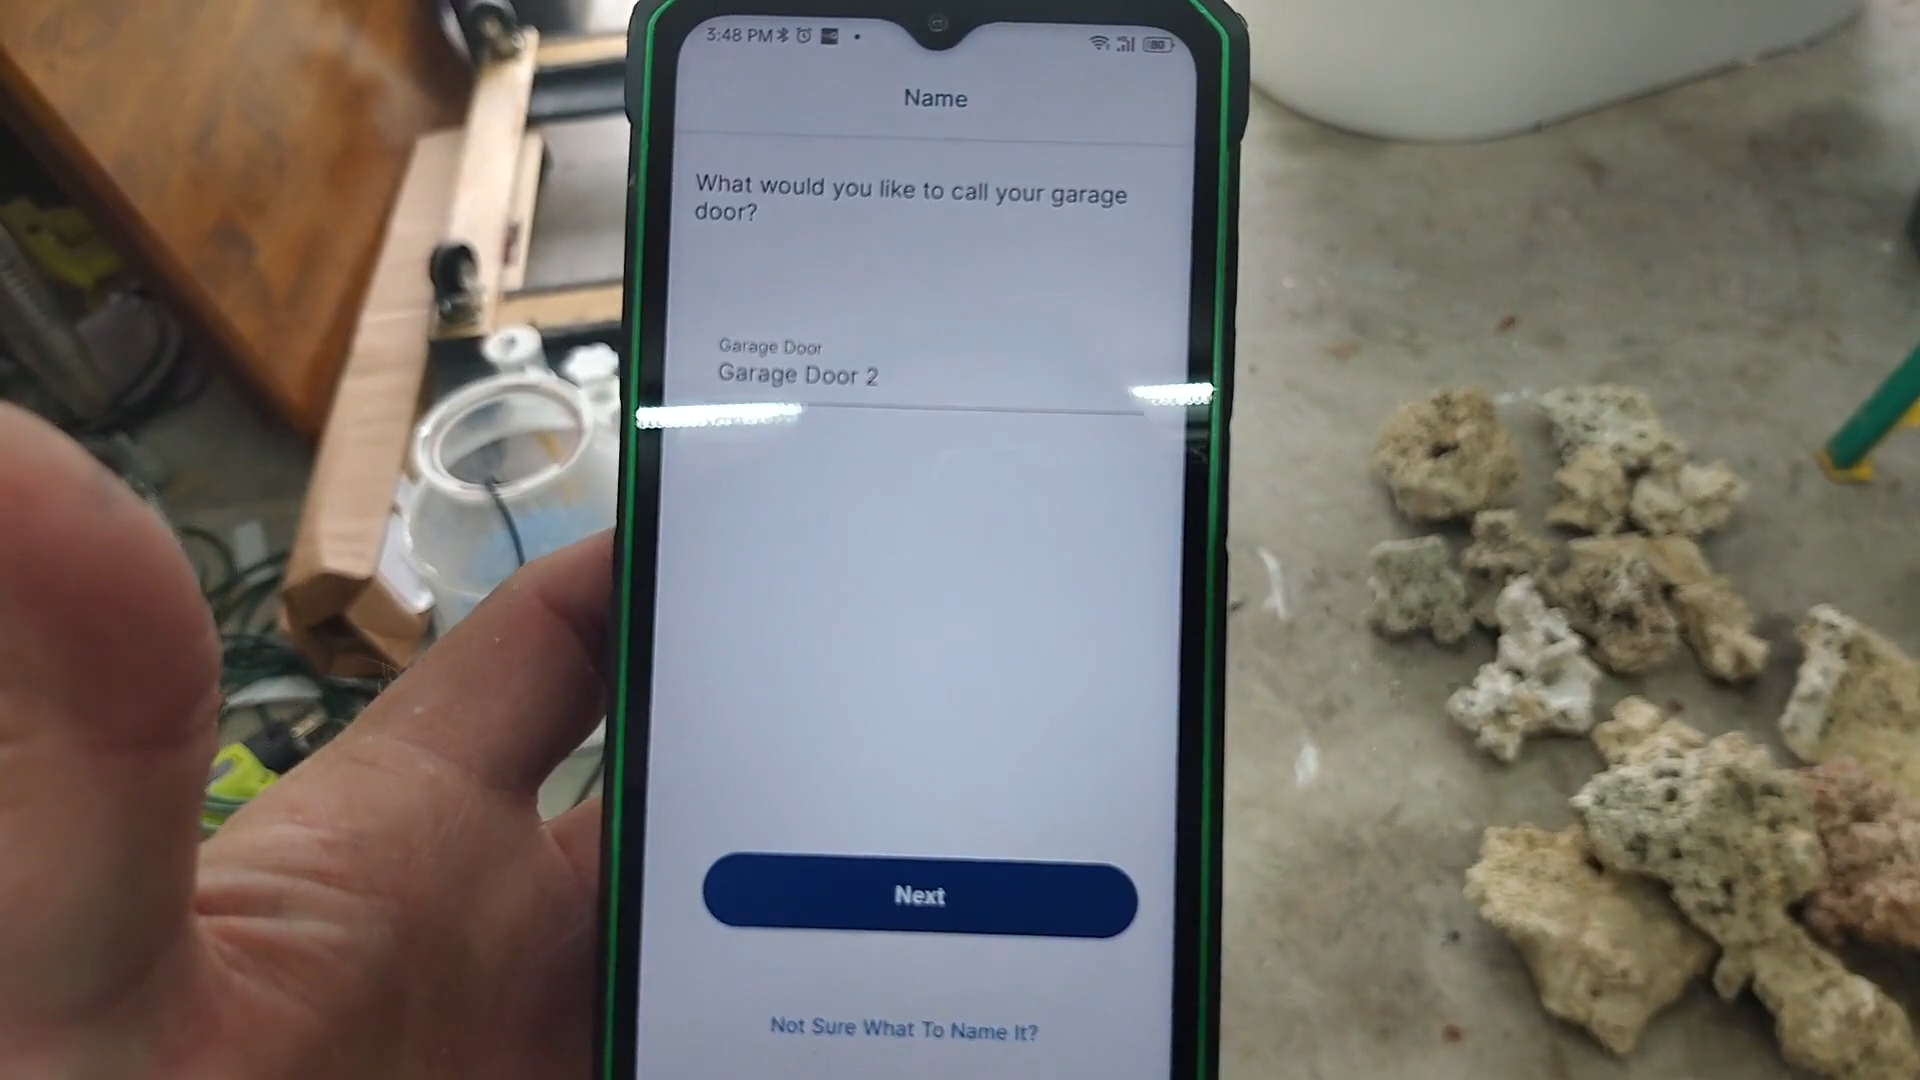 3:48 PM
80
Name
What would you like to call your garage
door?
Garage Door
Garage Door 2
Next
Not Sure What To Name It?